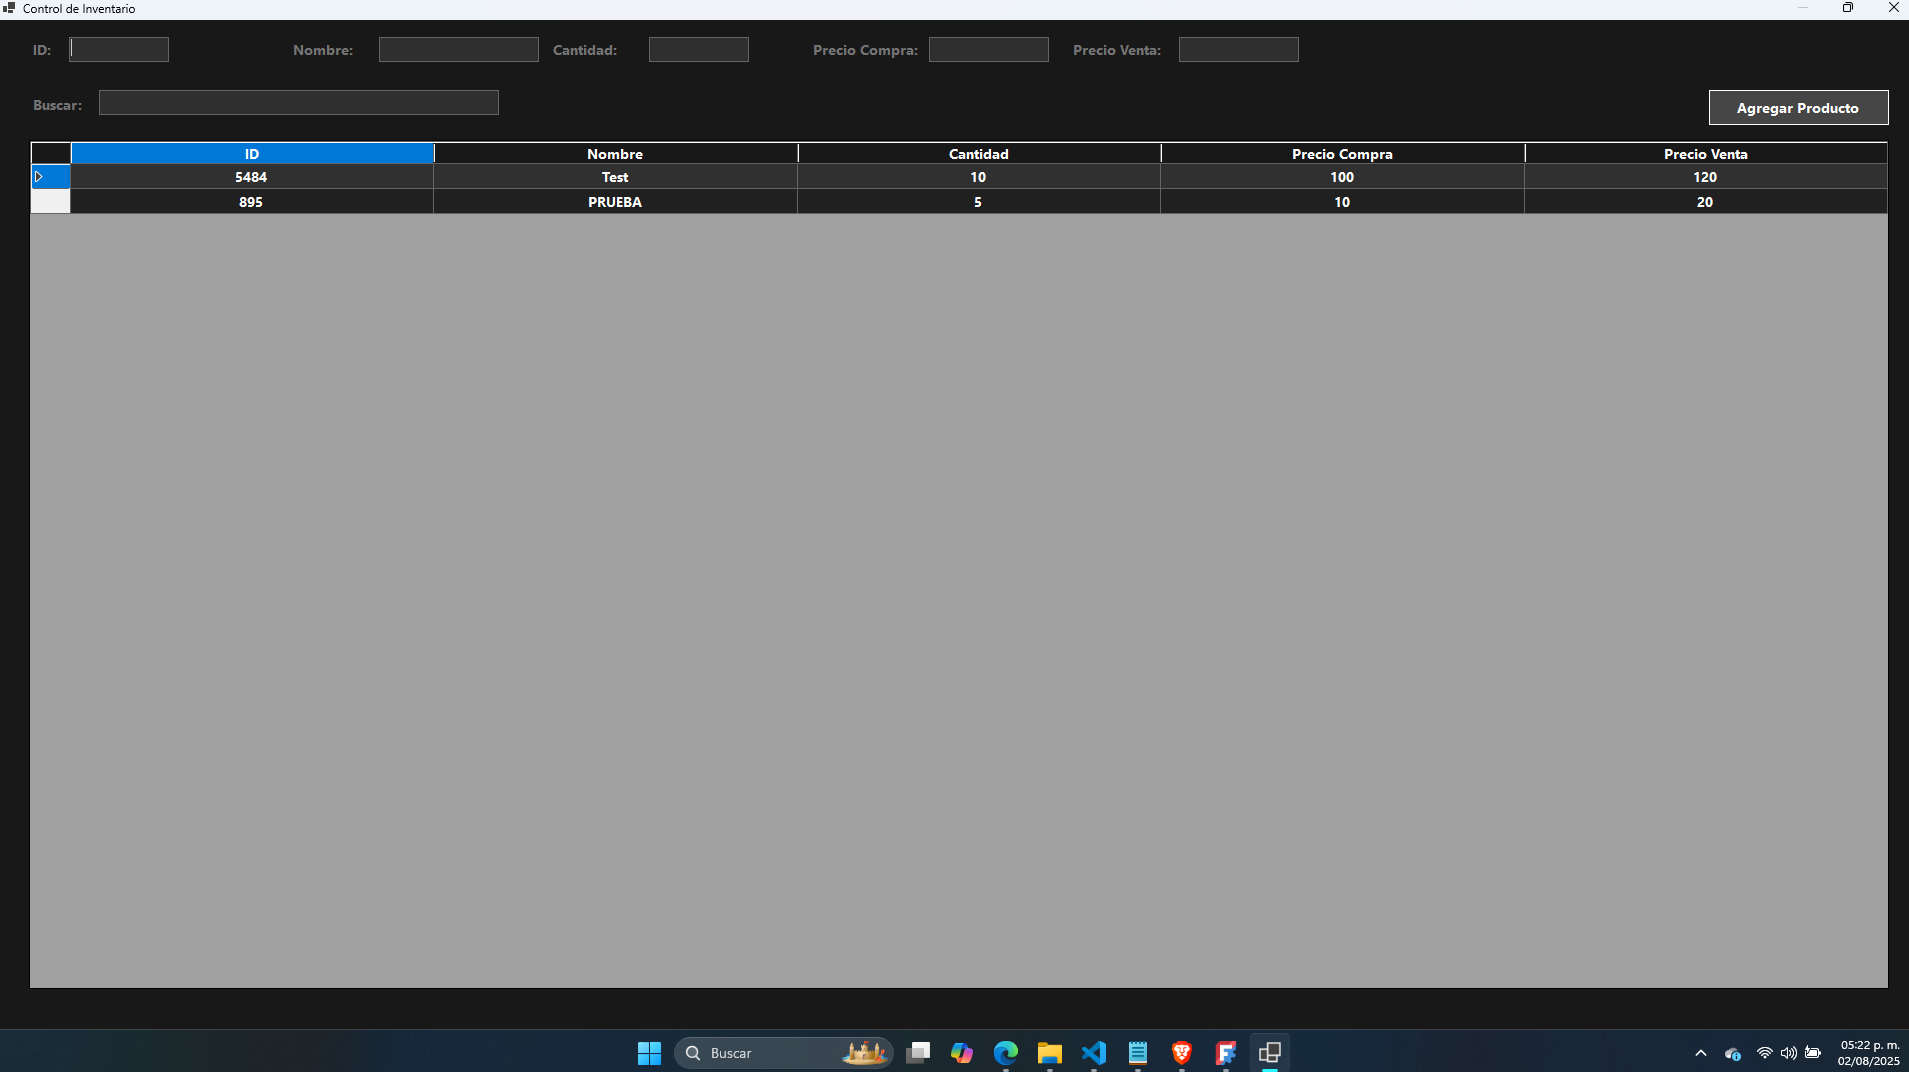 Control de Inventario
ID: Nombre: Cantidad: Precio Compra: Precio Venta:
Buscar:
Agregar Producto
ID Nombre Cantidad Precio Compra Precio Venta
5484 Test 10 100 120
895 PRUEBA 5 10 20
Buscar
05:22 p. m.
02/08/2025